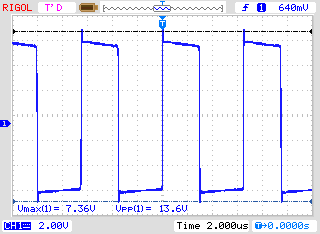 RIGOL T'D f 1 640mV
T
1
Vmax(1)= 7.36V Vpp(1)= 13.6V
CH1 2.00V Time 2.000us T→0.0000s